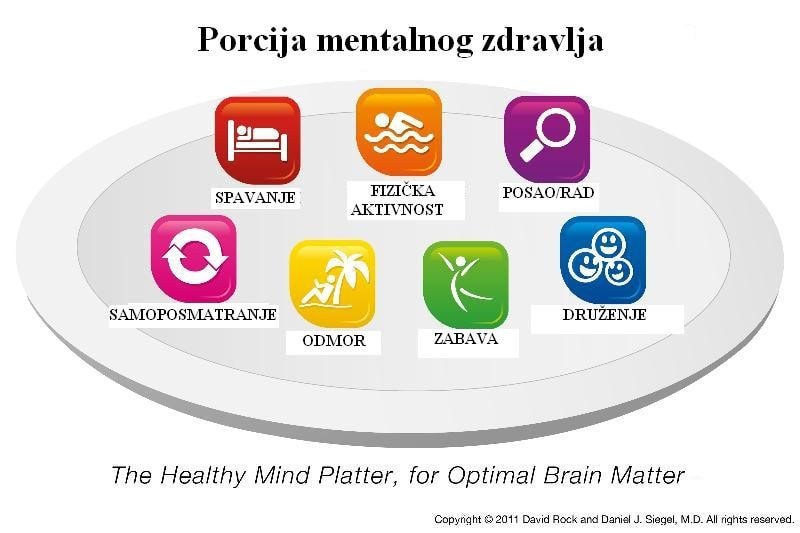 Porcija mentalnog zdravlja
SPAVANJE
FIZIČKA
AKTIVNOST
POSAO/RAD
SAMOPOSMATRANJE
ODMOR
ZABAVA
DRUŽENJE
The Healthy Mind Platter, for Optimal Brain Matter
Copyright © 2011 David Rock and Daniel J. Siegel, M.D. All rights reserved.